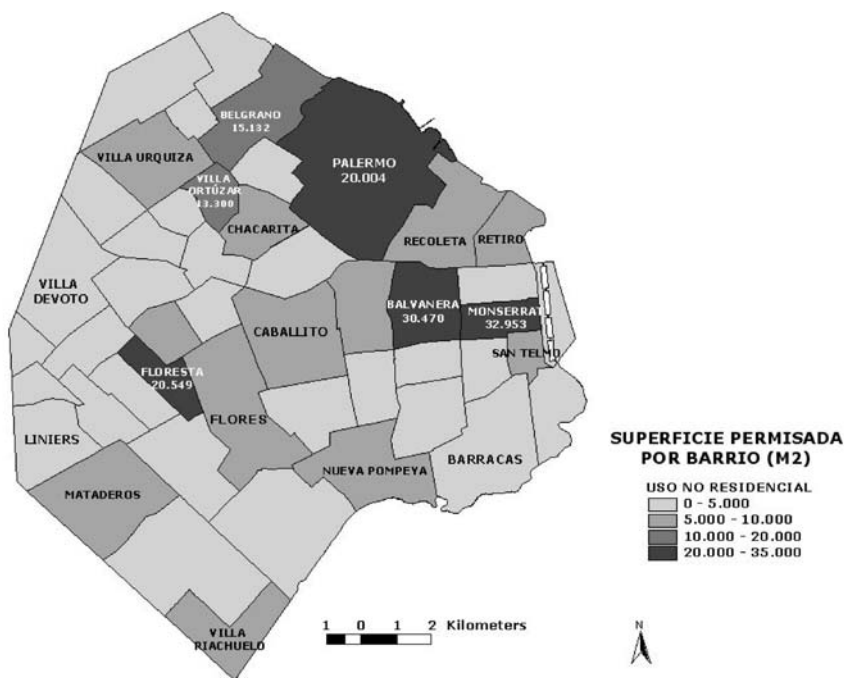 BELGRANO
15.132
VILLA URQUIZA
PALERMO
20.004
VILLA
ORTÚZAR
13.300
CHACARITA
RECOLETA
RETIRO
VILLA
DEVOTO
BALVANERA
30.470
MONSERRAT
32.953
CABALLITO
SAN TELMO
FLORESTA
20.549
FLORES
LINIERS
NUEVA POMPEYA
BARRACAS
MATADEROS
VILLA
RIACHUELO
SUPERFICIE PERMISADA
POR BARRIO (M2)
USO NO RESIDENCIAL
0 - 5.000
5.000 - 10.000
10.000 - 20.000
20.000 - 35.000
1 0 1 2 Kilometers
N